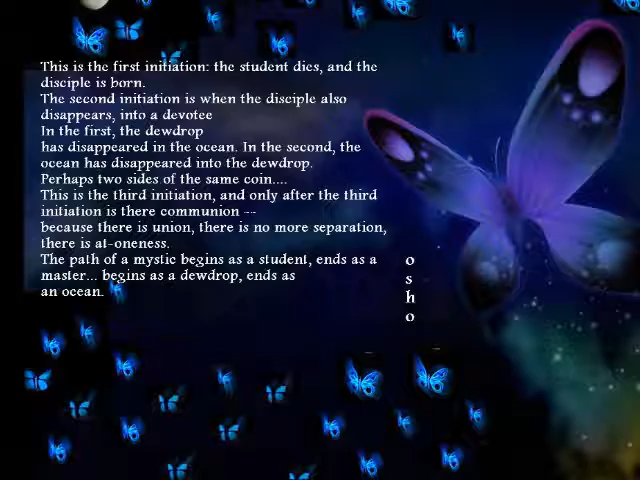 This is the first initiation: the student dies, and the
disciple is born.
The second initiation is when the disciple also
disappears, into a devotee
In the first, the dewdrop
has disappeared in the ocean. In the second, the
ocean has disappeared into the dewdrop.
Perhaps two sides of the same coin....
This is the third initiation, and only after the third
initiation is there communion --
because there is union, there is no more separation,
there is at-oneness.
The path of a mystic begins as a student, ends as a
master... begins as a dewdrop, ends as
an ocean.
o
s
h
o